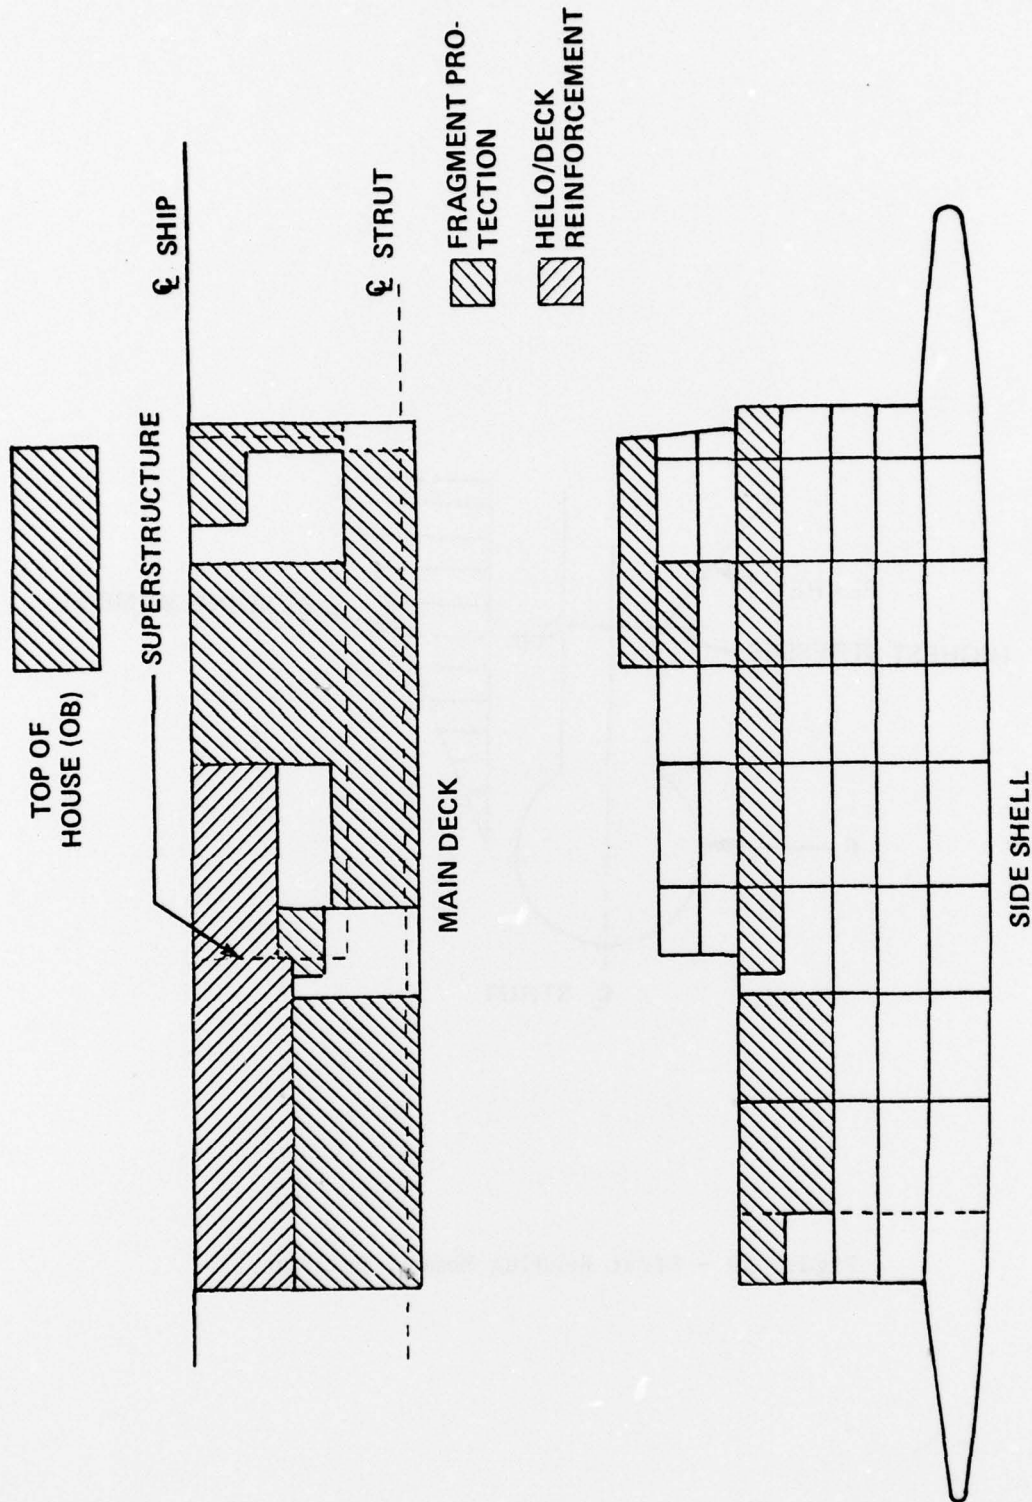 TOP OF
HOUSE (OB)
SUPERSTRUCTURE
℄ SHIP
℄ STRUT
MAIN DECK
FRAGMENT PRO-
TECTION
HELO/DECK
REINFORCEMENT
SIDE SHELL